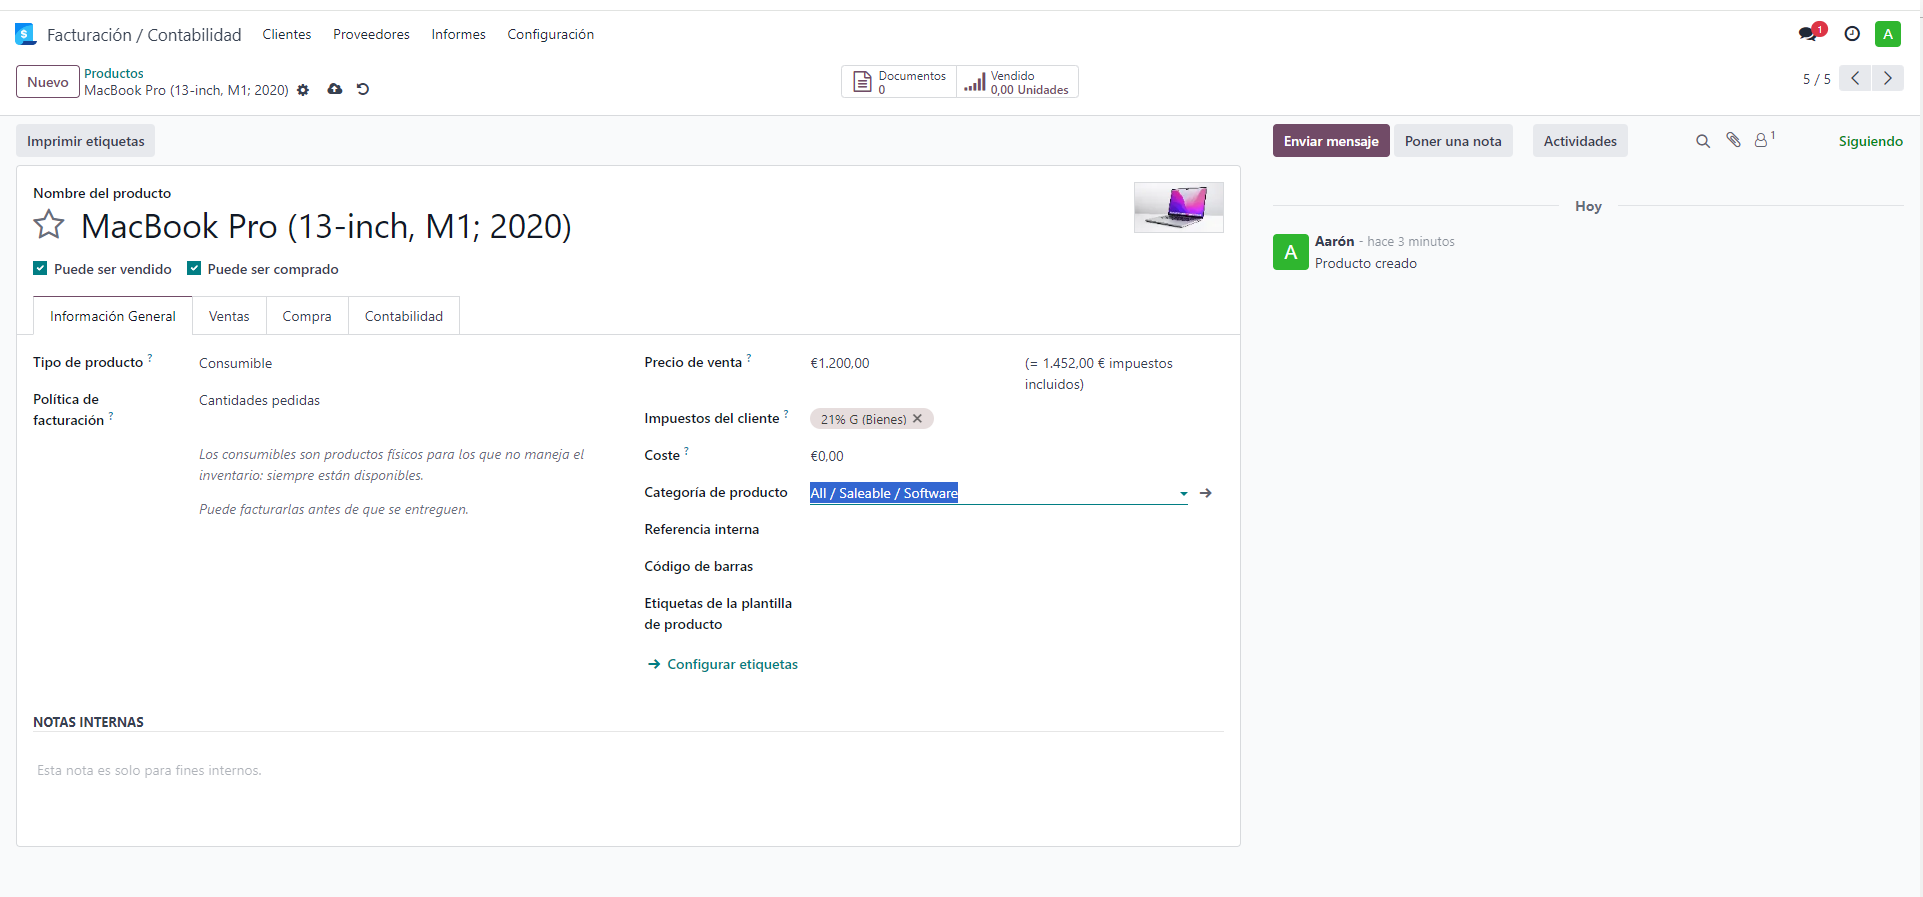 Facturación / Contabilidad Clientes Proveedores Informes Configuración 1 A
Nuevo Productos
MacBook Pro (13-inch, M1; 2020)
Documentos
0
Vendido
0,00 Unidades
5 / 5
Imprimir etiquetas
Enviar mensaje Poner una nota Actividades 1 Siguiendo
Nombre del producto
MacBook Pro (13-inch, M1; 2020)
Puede ser vendido Puede ser comprado
Información General Ventas Compra Contabilidad
Tipo de producto ? Consumible
Política de
facturación ? Cantidades pedidas
Los consumibles son productos físicos para los que no maneja el
inventario: siempre están disponibles.
Puede facturarlas antes de que se entreguen.
Precio de venta ? €1.200,00 (= 1.452,00 € impuestos
incluidos)
Impuestos del cliente ? 21% G (Bienes)
Coste ? €0,00
Categoría de producto All / Saleable / Software
Referencia interna
Código de barras
Etiquetas de la plantilla
de producto
Configurar etiquetas
NOTAS INTERNAS
Esta nota es solo para fines internos.
Hoy
A Aarón - hace 3 minutos
Producto creado